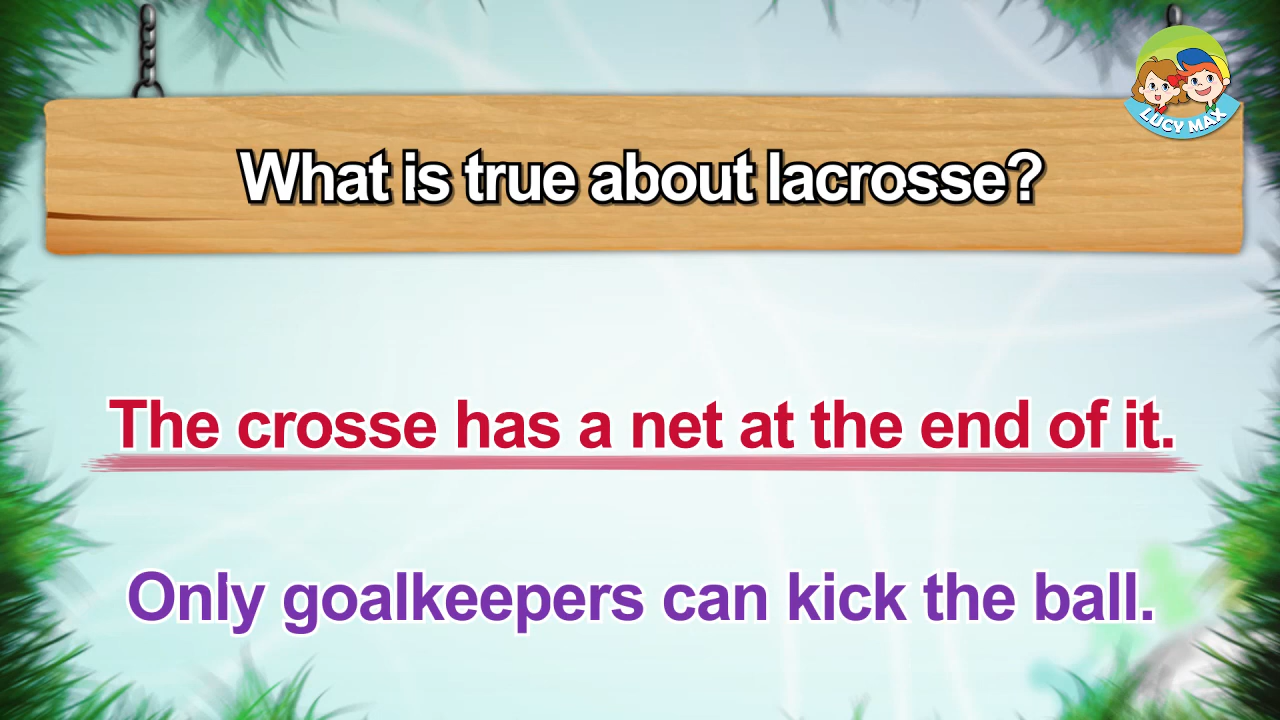 LUCY MAX
What is true about lacrosse?
The crosse has a net at the end of it.
Only goalkeepers can kick the ball.